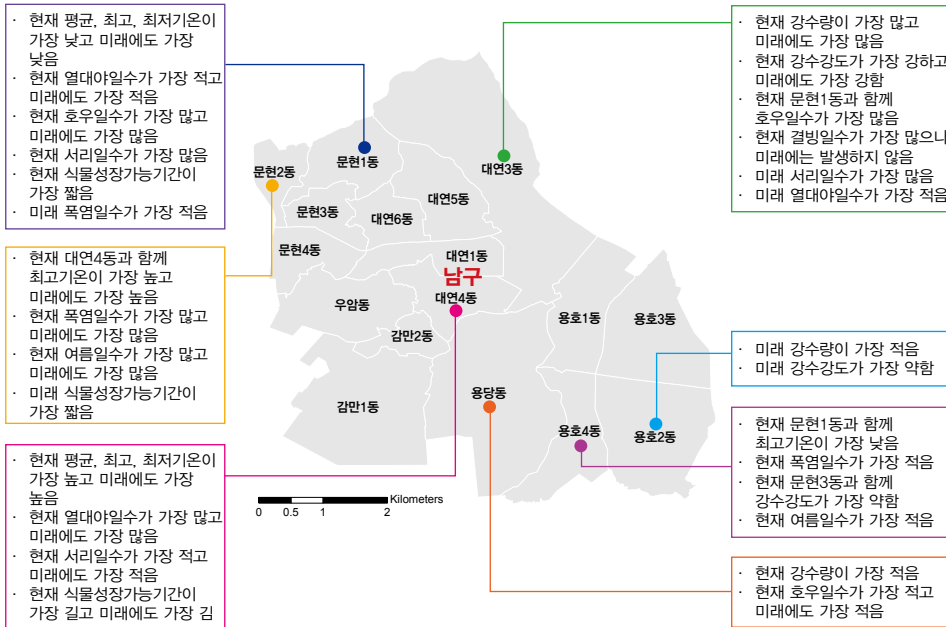 · 현재 평균, 최고, 최저기온이
가장 낮고 미래에도 가장
낮음
· 현재 열대야일수가 가장 적고
미래에도 가장 적음
· 현재 호우일수가 가장 많고
미래에도 가장 많음
· 현재 서리일수가 가장 많음
· 현재 식물성장가능기간이
가장 짧음
· 미래 폭염일수가 가장 적음
· 현재 대연4동과 함께
최고기온이 가장 높고
미래에도 가장 높음
· 현재 폭염일수가 가장 많고
미래에도 가장 많음
· 현재 여름일수가 가장 많고
미래에도 가장 많음
· 미래 식물성장가능기간이
가장 짧음
· 현재 평균, 최고, 최저기온이
가장 높고 미래에도 가장
높음
· 현재 열대야일수가 가장 많고
미래에도 가장 많음
· 현재 서리일수가 가장 적고
미래에도 가장 적음
· 현재 식물성장가능기간이
가장 길고 미래에도 가장 김
문현1동
대연3동
문현2동
대연5동
문현3동
대연6동
문현4동
대연1동
남구
대연4동
우암동
용호1동
용호3동
감만2동
용당동
감만1동
용호4동
용호2동
Kilometers
0 0.5 1 2
· 현재 강수량이 가장 많고
미래에도 가장 많음
· 현재 강수강도가 가장 강하고
미래에도 가장 강함
· 현재 문현1동과 함께
호우일수가 가장 많음
· 현재 결빙일수가 가장 많으나
미래에는 발생하지 않음
· 미래 서리일수가 가장 많음
· 미래 열대야일수가 가장 적음
· 미래 강수량이 가장 적음
· 미래 강수강도가 가장 약함
· 현재 문현1동과 함께
최고기온이 가장 낮음
· 현재 폭염일수가 가장 적음
· 현재 문현3동과 함께
강수강도가 가장 약함
· 현재 여름일수가 가장 적음
· 현재 강수량이 가장 적음
· 현재 호우일수가 가장 적고
미래에도 가장 적음